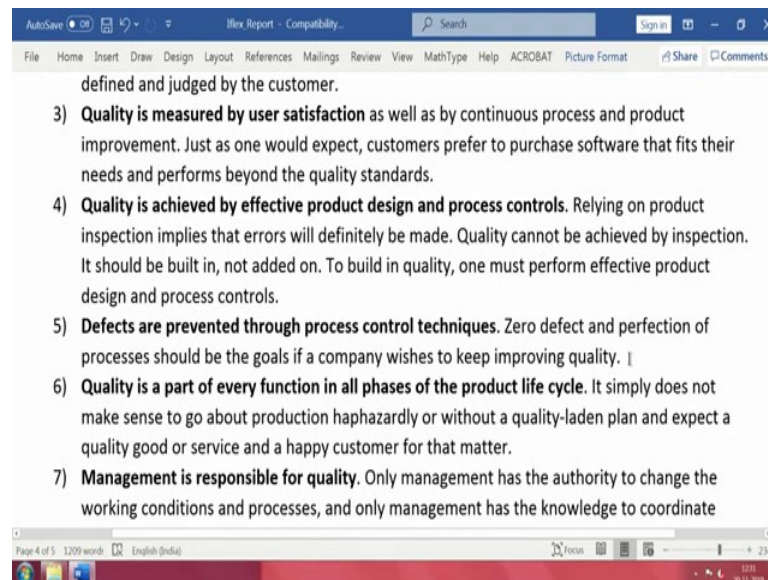 AutoSave Off Iflex_Report - Compatibility... Search Sign in
File Home Insert Draw Design Layout References Mailings Review View MathType Help ACROBAT Picture Format Share Comments
defined and judged by the customer.
3) Quality is measured by user satisfaction as well as by continuous process and product
improvement. Just as one would expect, customers prefer to purchase software that fits their
needs and performs beyond the quality standards.
4) Quality is achieved by effective product design and process controls. Relying on product
inspection implies that errors will definitely be made. Quality cannot be achieved by inspection.
It should be built in, not added on. To build in quality, one must perform effective product
design and process controls.
5) Defects are prevented through process control techniques. Zero defect and perfection of
processes should be the goals if a company wishes to keep improving quality.
6) Quality is a part of every function in all phases of the product life cycle. It simply does not
make sense to go about production haphazardly or without a quality-laden plan and expect a
quality good or service and a happy customer for that matter.
7) Management is responsible for quality. Only management has the authority to change the
working conditions and processes, and only management has the knowledge to coordinate
Page 4 of 5 1209 words English (India) Focus
12:31